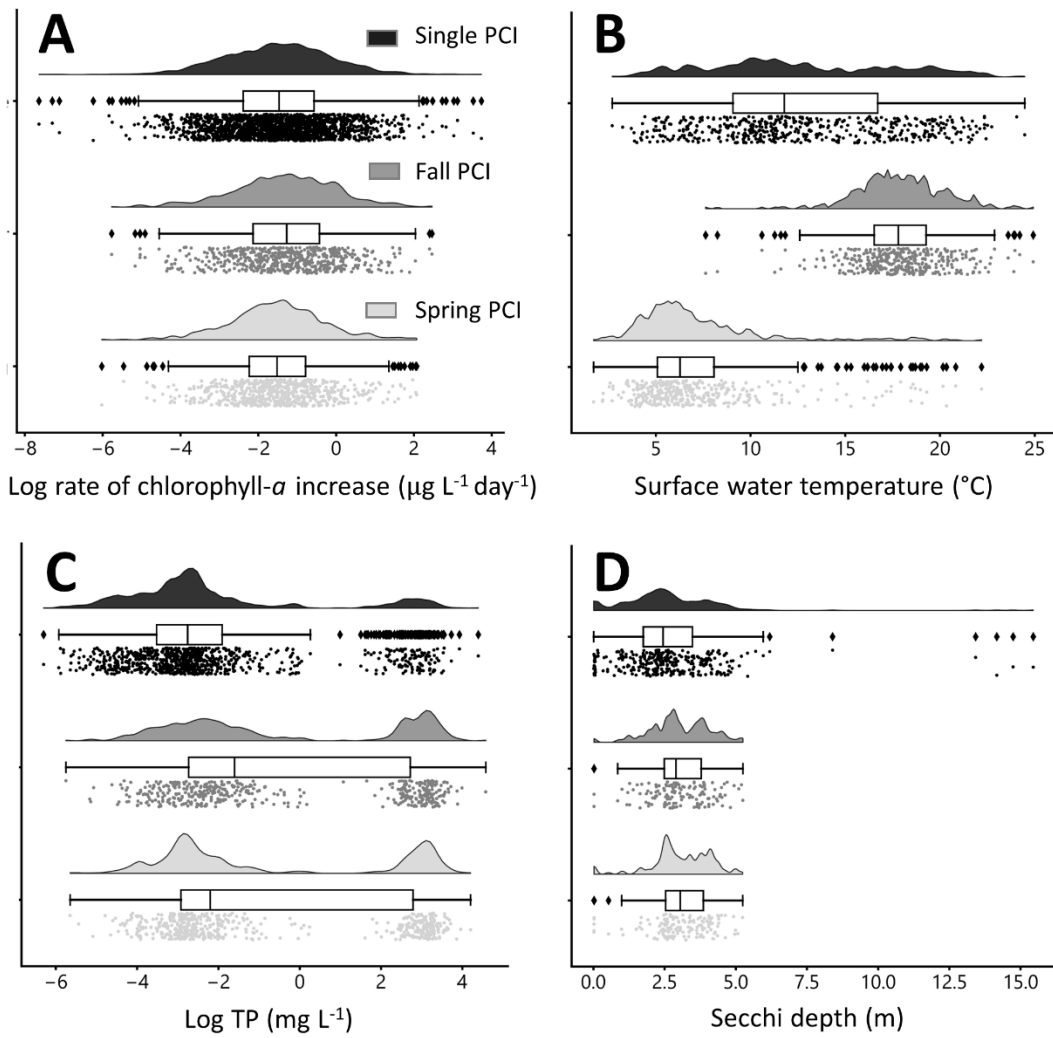 A
Single PCI
Fall PCI
Spring PCI
−8 −6 −4 −2 0 2 4
Log rate of chlorophyll-a increase (µg L⁻¹ day⁻¹)
B
5 10 15 20 25
Surface water temperature (°C)
C
−6 −4 −2 0 2 4
Log TP (mg L⁻¹)
D
0.0 2.5 5.0 7.5 10.0 12.5 15.0
Secchi depth (m)